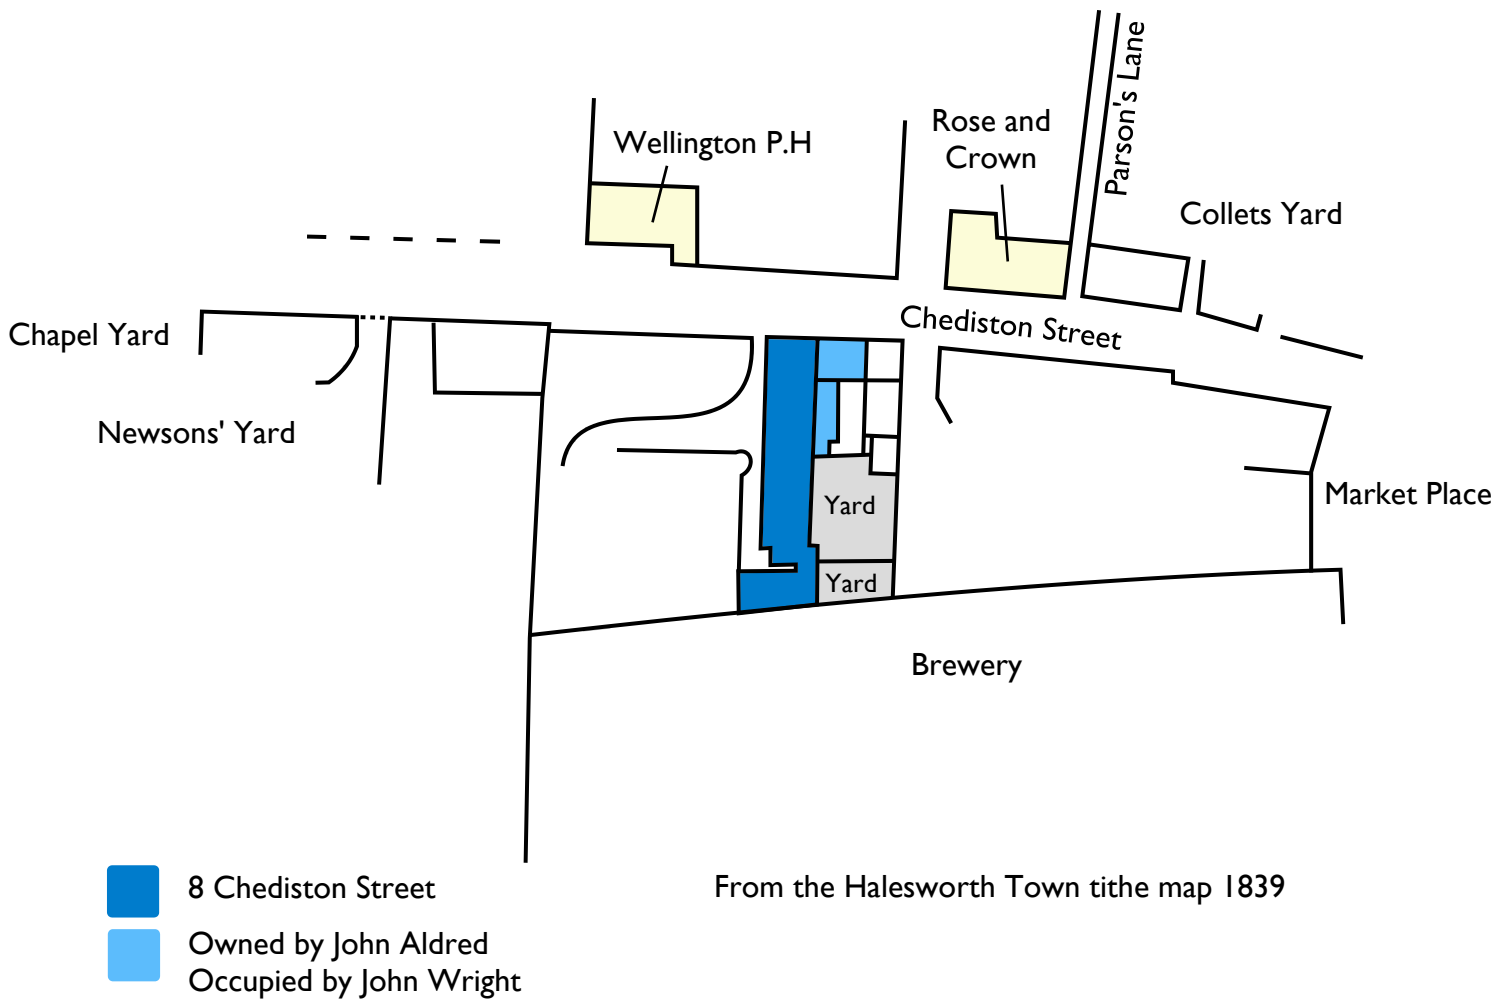 Parson's Lane
Rose and
Crown
Wellington P.H
Collets Yard
Chediston Street
Chapel Yard
Newsons' Yard
Market Place
Yard
Yard
Brewery
8 Chediston Street
From the Halesworth Town tithe map 1839
Owned by John Aldred
Occupied by John Wright